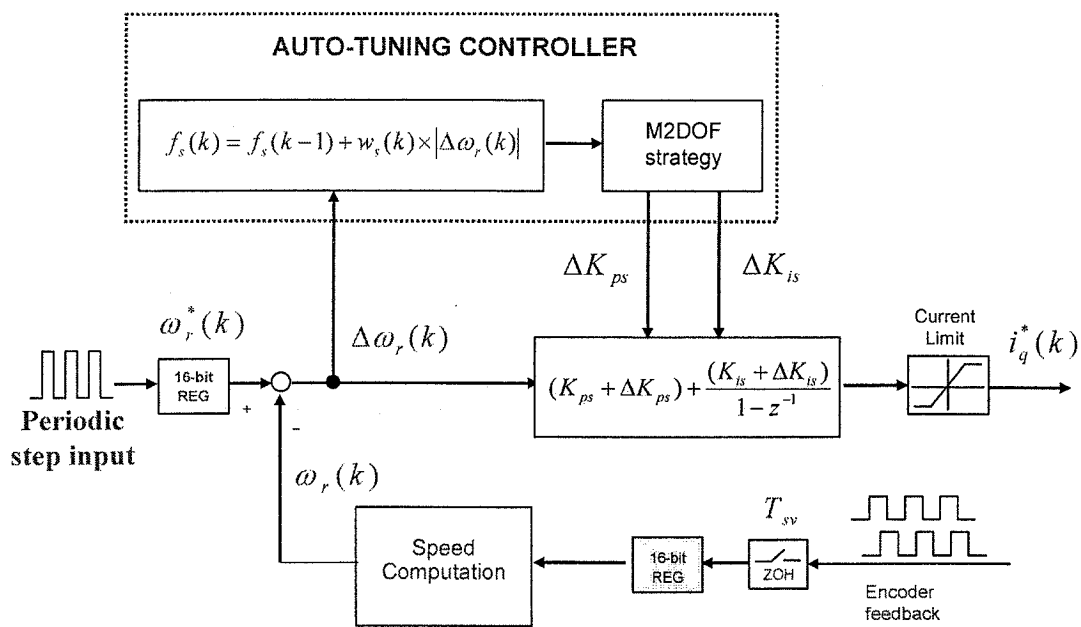 AUTO-TUNING CONTROLLER
f_s(k) = f_s(k−1) + w_s(k) × |Δω_r(k)|
M2DOF
strategy
ΔK_ps
ΔK_is
ω_r^*(k)
Δω_r(k)
Current
Limit
i_q^*(k)
16-bit
REG
+
-
(K_ps + ΔK_ps) + (K_is + ΔK_is) / (1 − z^{-1})
Periodic
step input
ω_r(k)
Speed
Computation
T_sv
16-bit
REG
ZOH
Encoder
feedback